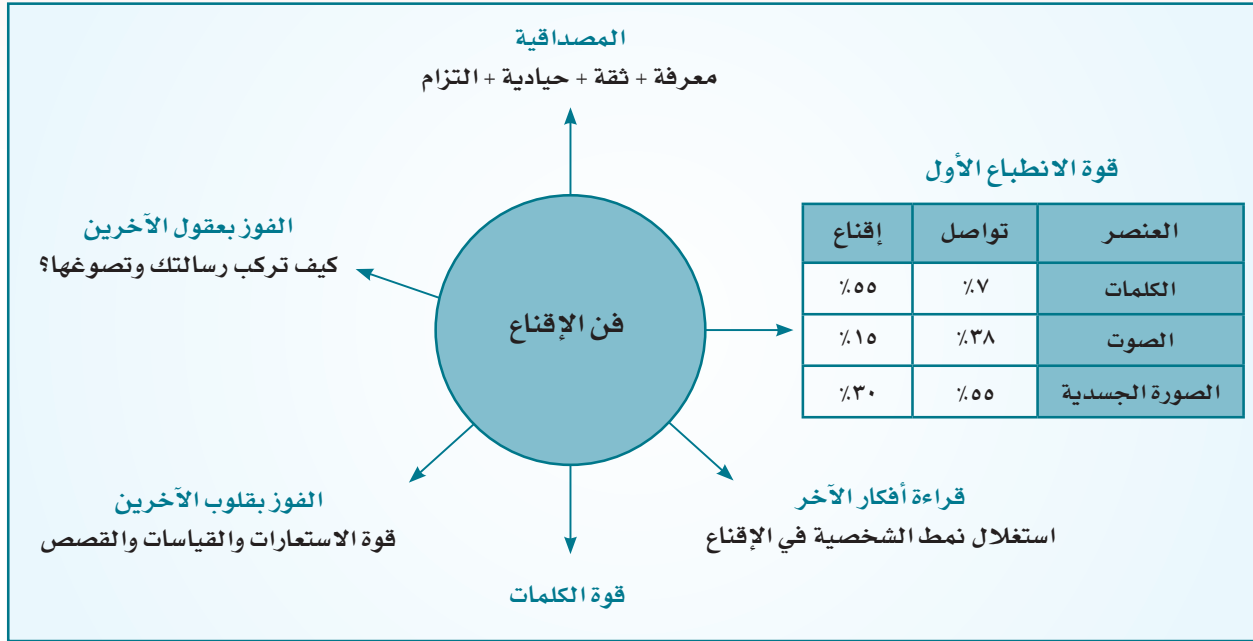 المصداقية
معرفة + ثقة + حيادية + التزام
قوة الانطباع الأول
العنصر تواصل إقناع
الكلمات ٧٪ ٥٥٪
الصوت ٣٨٪ ١٥٪
الصورة الجسدية ٥٥٪ ٣٠٪
الفوز بعقول الآخرين
كيف تركب رسالتك وتصوغها؟
فن الإقناع
قراءة أفكار الآخر
استغلال نمط الشخصية في الإقناع
الفوز بقلوب الآخرين
قوة الاستعارات والقياسات والقصص
قوة الكلمات